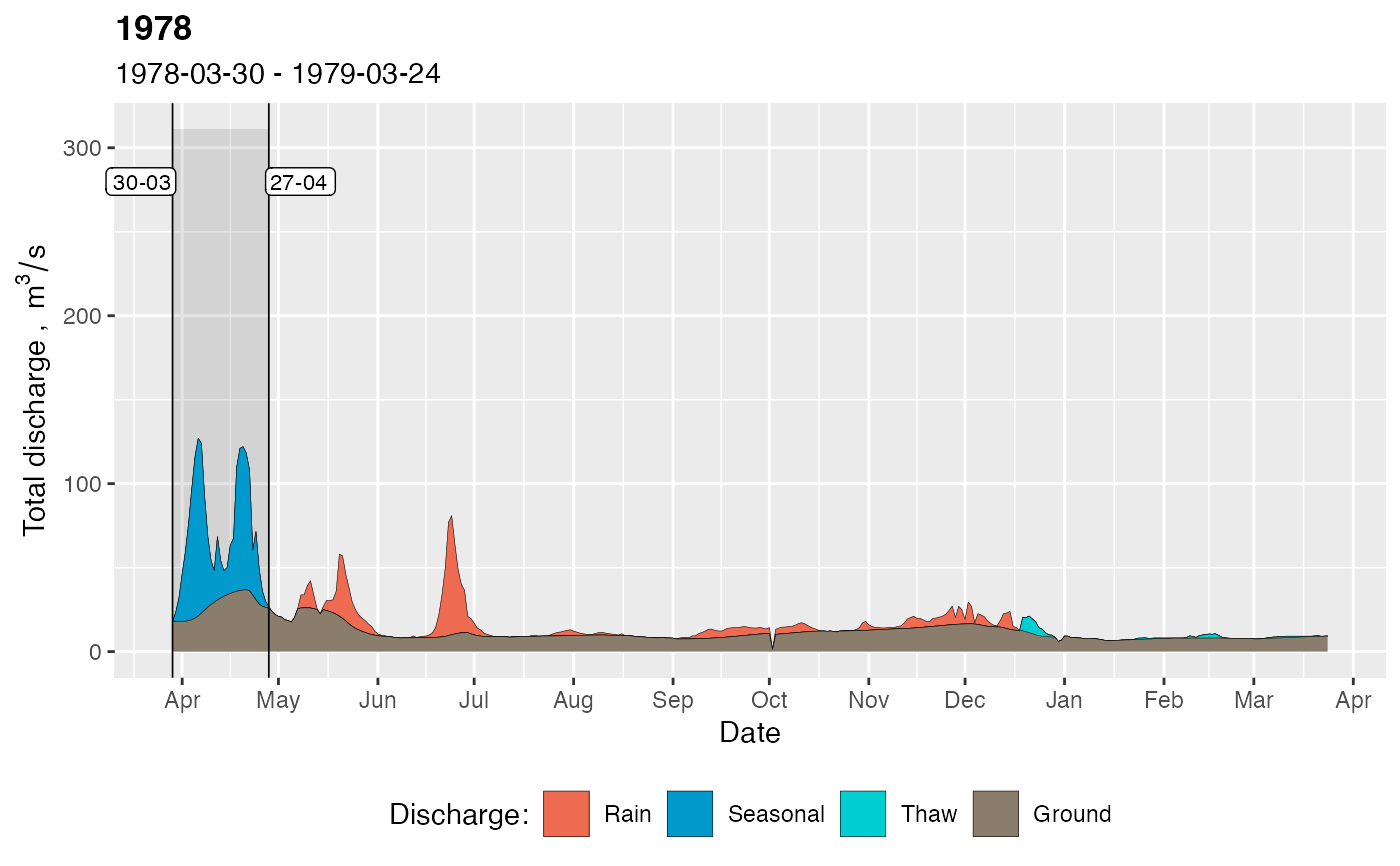 1978
1978-03-30 - 1979-03-24
Total discharge , m³/s
300
200
100
0
30-03
27-04
Apr May Jun Jul Aug Sep Oct Nov Dec Jan Feb Mar Apr
Date
Discharge: Rain Seasonal Thaw Ground